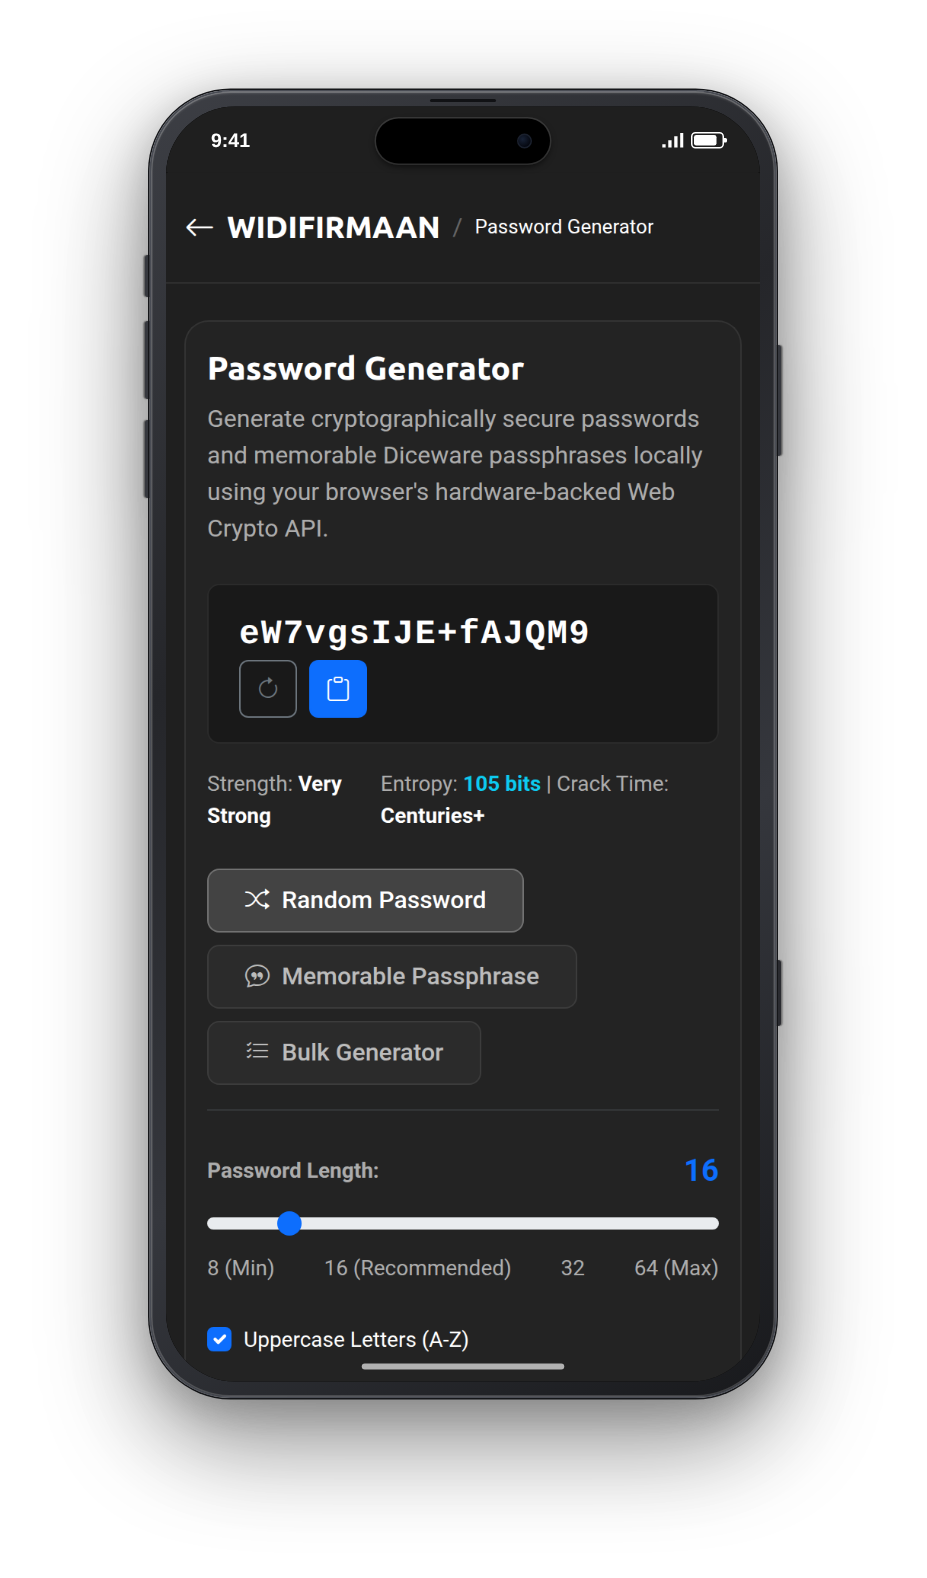 9:41
WIDIFIRMAAN / Password Generator
Password Generator
Generate cryptographically secure passwords
and memorable Diceware passphrases locally
using your browser's hardware-backed Web
Crypto API.
eW7vgsIJE+fAJQM9
Strength: Very
Strong
Entropy: 105 bits | Crack Time:
Centuries+
Random Password
Memorable Passphrase
Bulk Generator
Password Length: 16
8 (Min) 16 (Recommended) 32 64 (Max)
Uppercase Letters (A-Z)